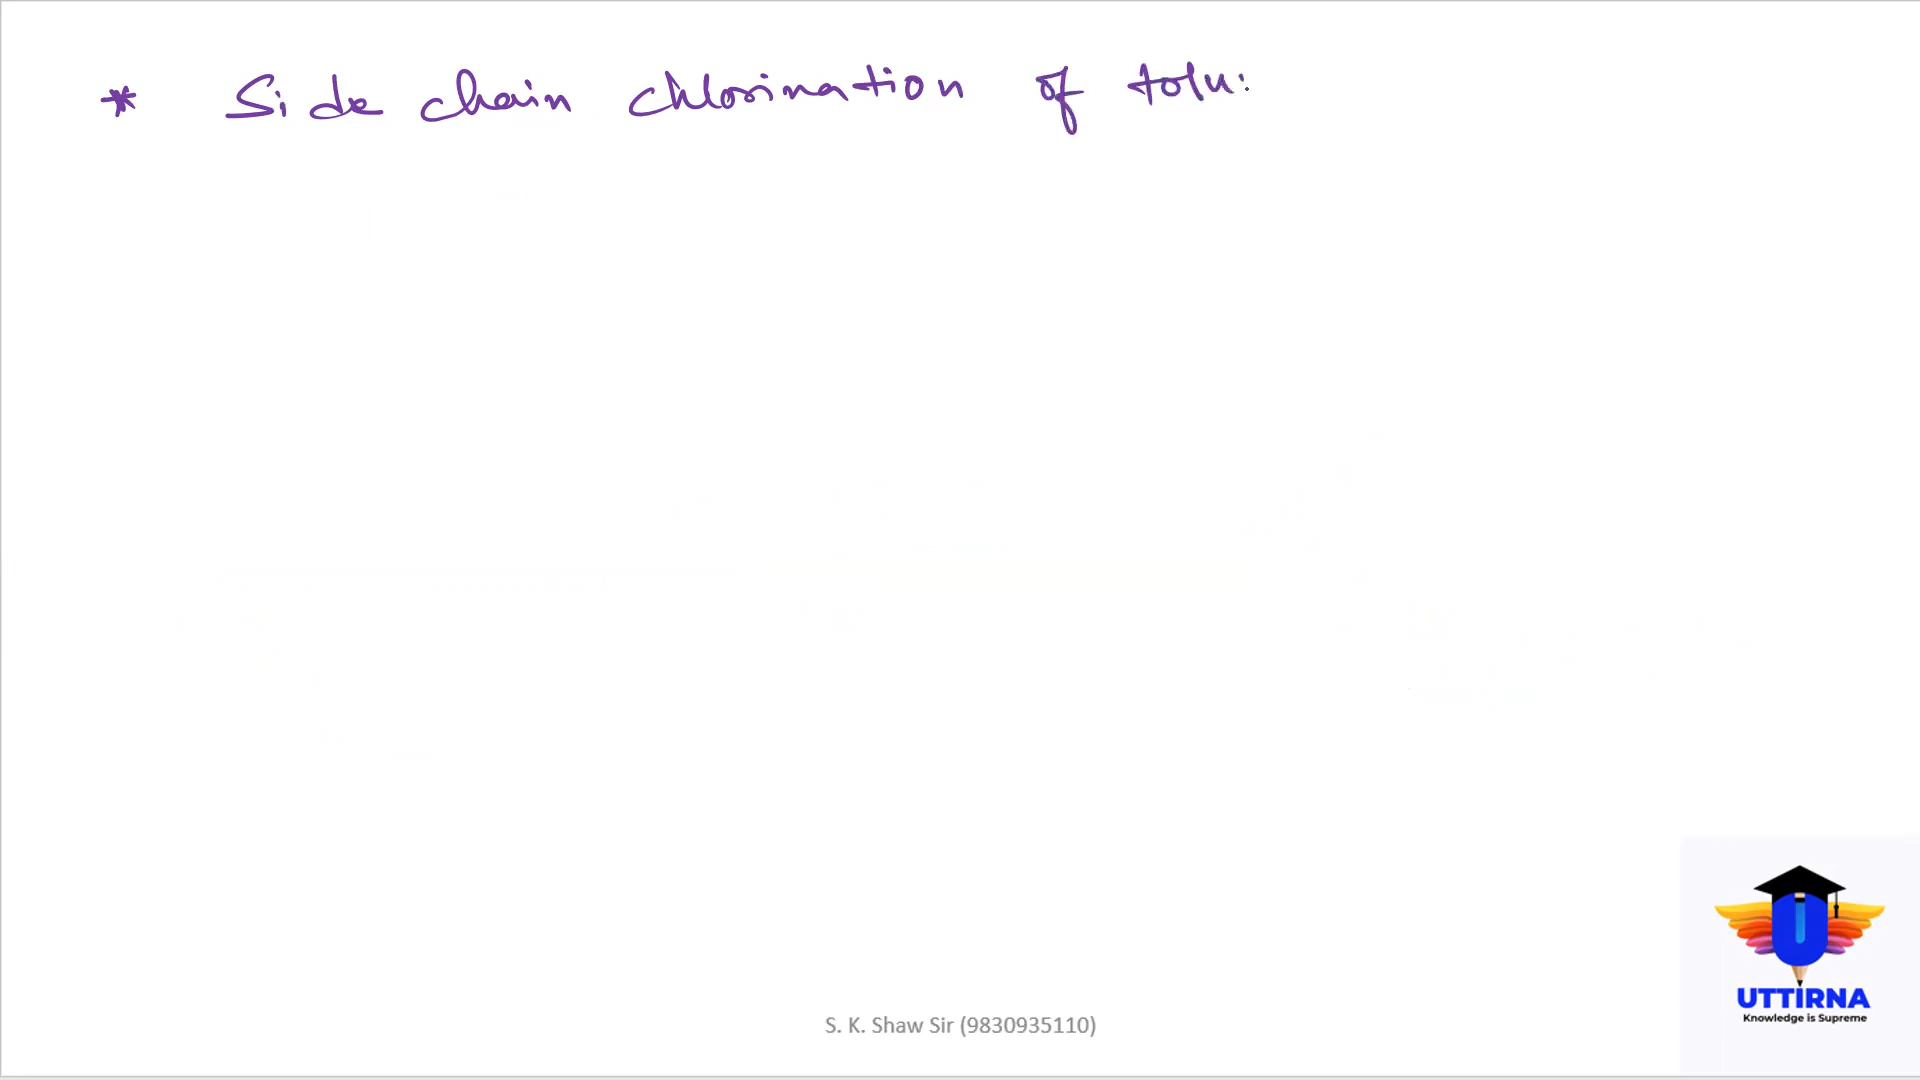 * Side chain chlorination of tolu
S. K. Shaw Sir (9830935110)
UTTIRNA
Knowledge is Supreme